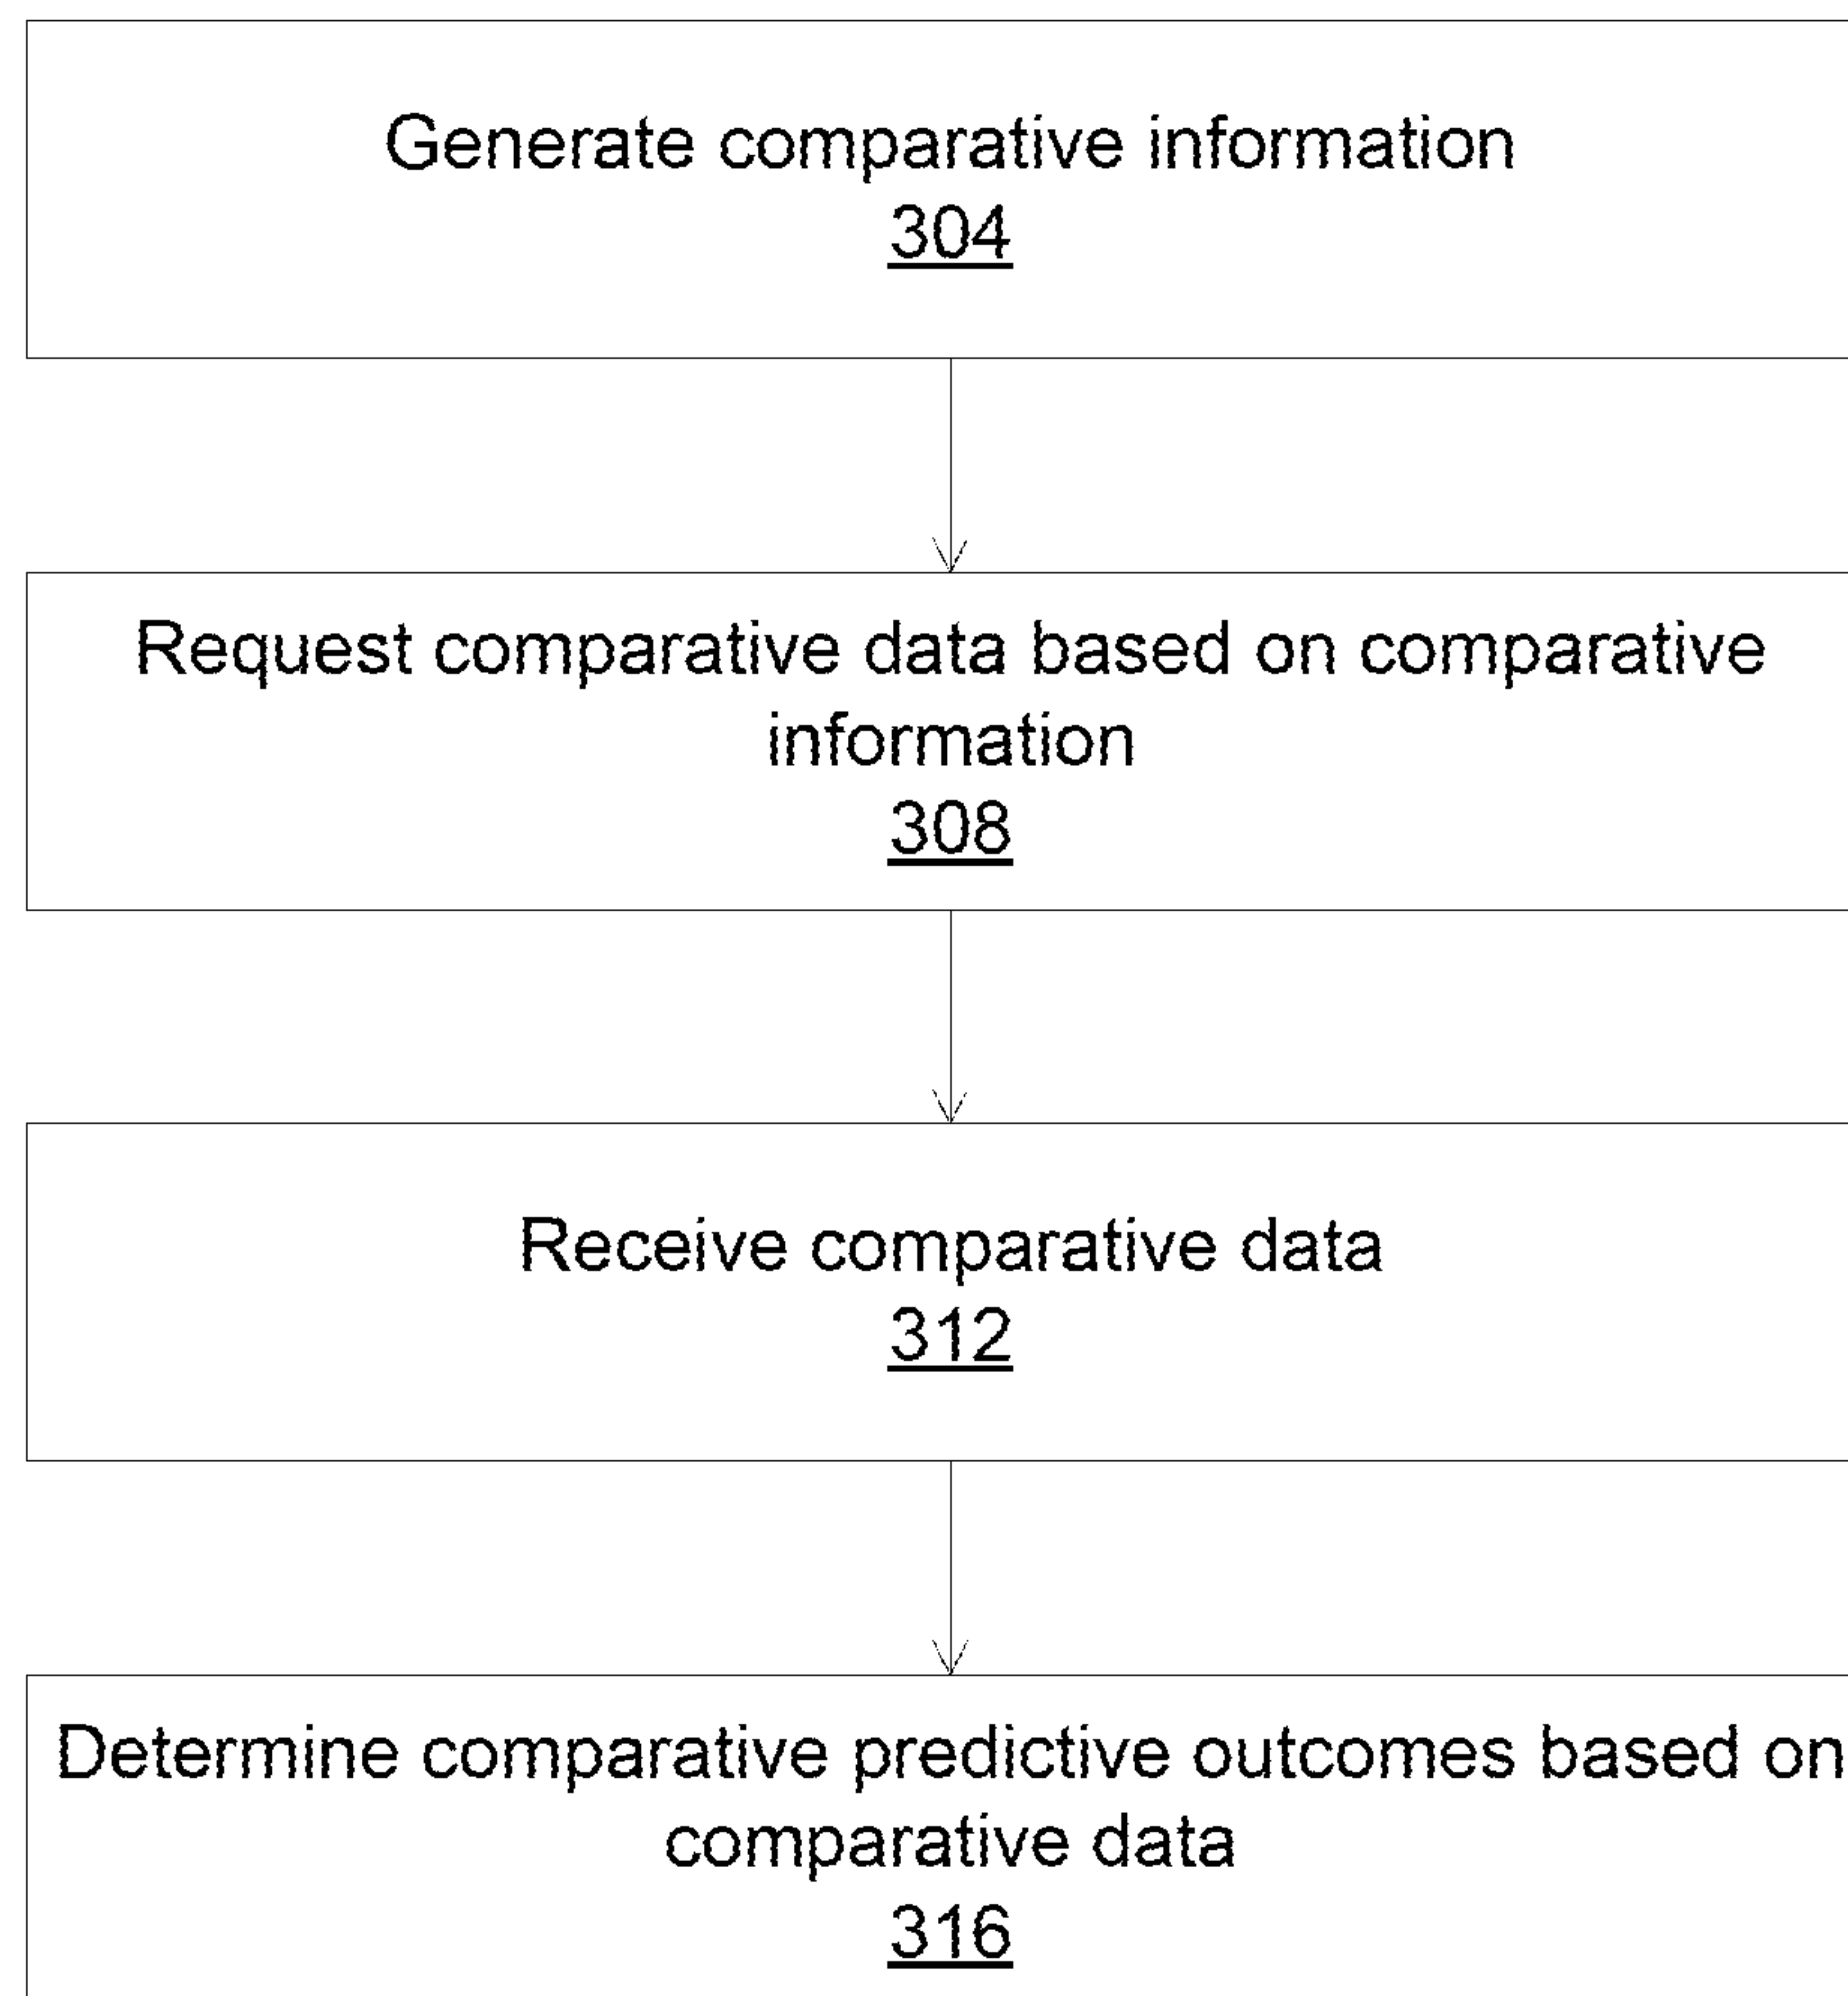 Generate comparative information
304
Request comparative data based on comparative
information
308
Receive comparative data
312
Determine comparative predictive outcomes based on
comparative data
316